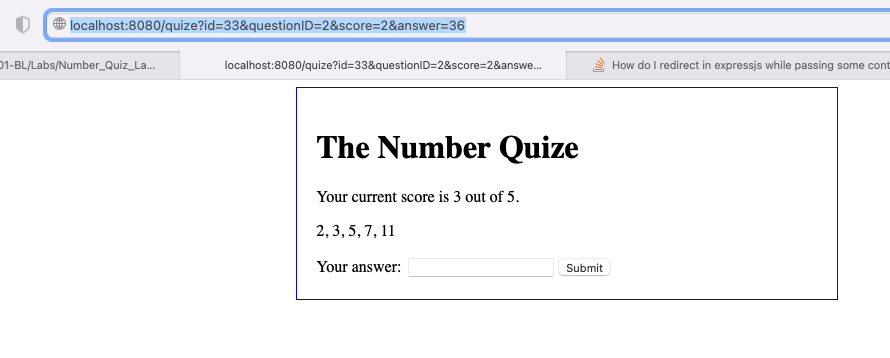 localhost:8080/quize?id=33&questionID=2&score=2&answer=36
01-BL/Labs/Number_Quiz_La...
localhost:8080/quize?id=33&questionID=2&score=2&answe...
How do I redirect in expressjs while passing some cont
The Number Quize
Your current score is 3 out of 5.
2, 3, 5, 7, 11
Your answer:
Submit